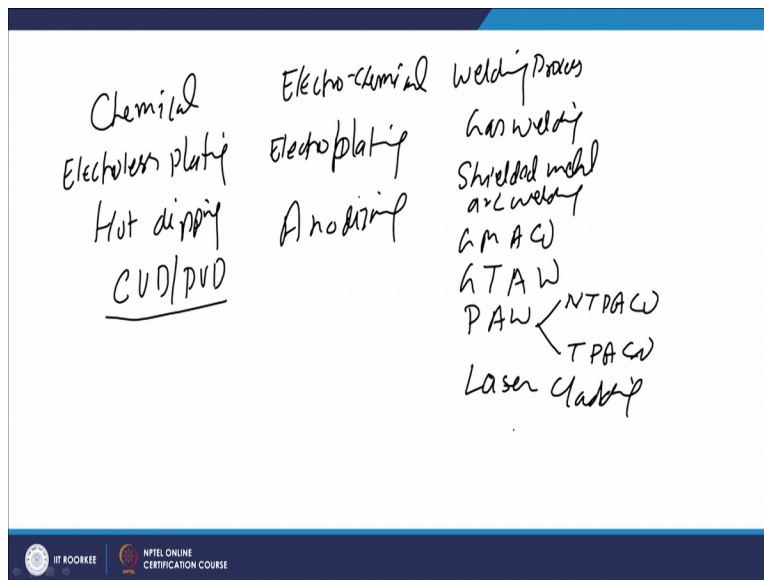 Chemical
Electroless plating
Hot dipping
CVD/PVD
Electro-chemical
Electroplating
Anodizing
Welding Process
Gas welding
Shielded metal
arc welding
GMAW
GTAW
PAW
NTPAW
TPAW
Laser Cladding
IIT ROORKEE
NPTEL ONLINE
CERTIFICATION COURSE